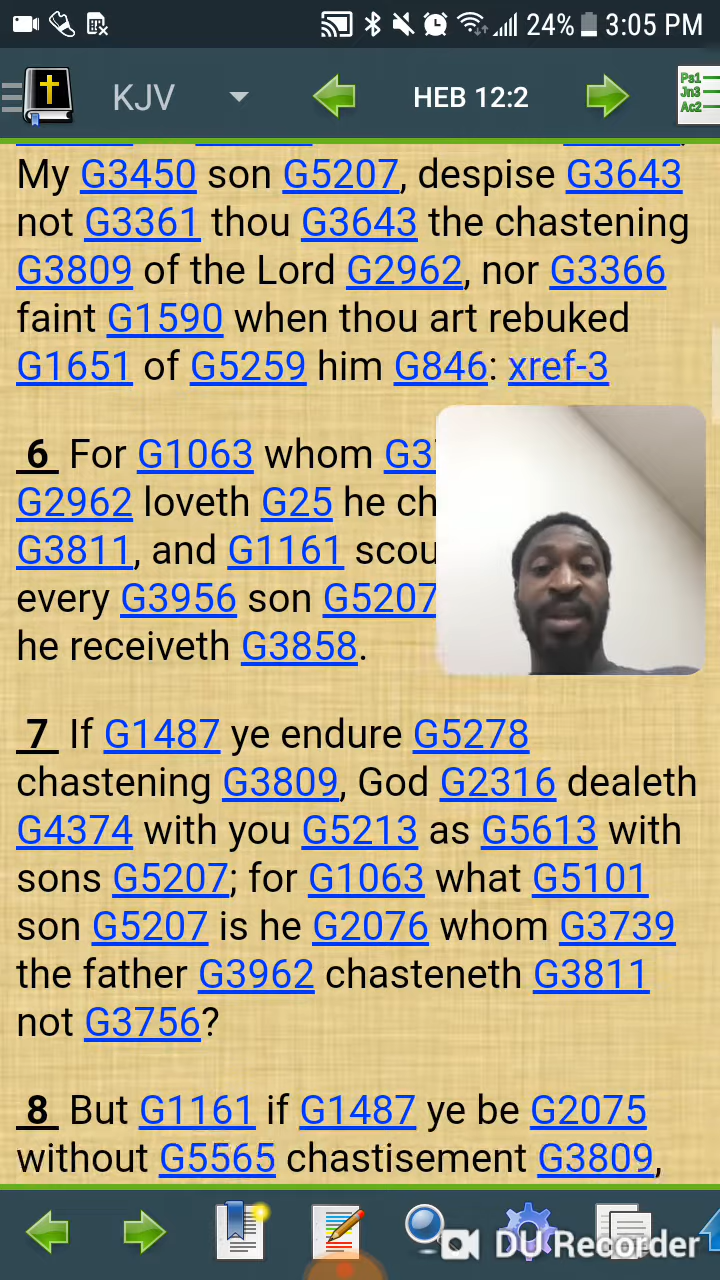 24% 3:05 PM
KJV HEB 12:2 Ps1 Jn3 Ac2
My G3450 son G5207, despise G3643
not G3361 thou G3643 the chastening
G3809 of the Lord G2962, nor G3366
faint G1590 when thou art rebuked
G1651 of G5259 him G846: xref-3
6 For G1063 whom
G2962 loveth G25 he
G3811, and G1161
every G3956 son G5207
he receiveth G3858.
7 If G1487 ye endure G5278
chastening G3809, God G2316 dealeth
G4374 with you G5213 as G5613 with
sons G5207; for G1063 what G5101
son G5207 is he G2076 whom G3739
the father G3962 chasteneth G3811
not G3756?
8 But G1161 if G1487 ye be G2075
without G5565 chastisement G3809,
DU Recorder